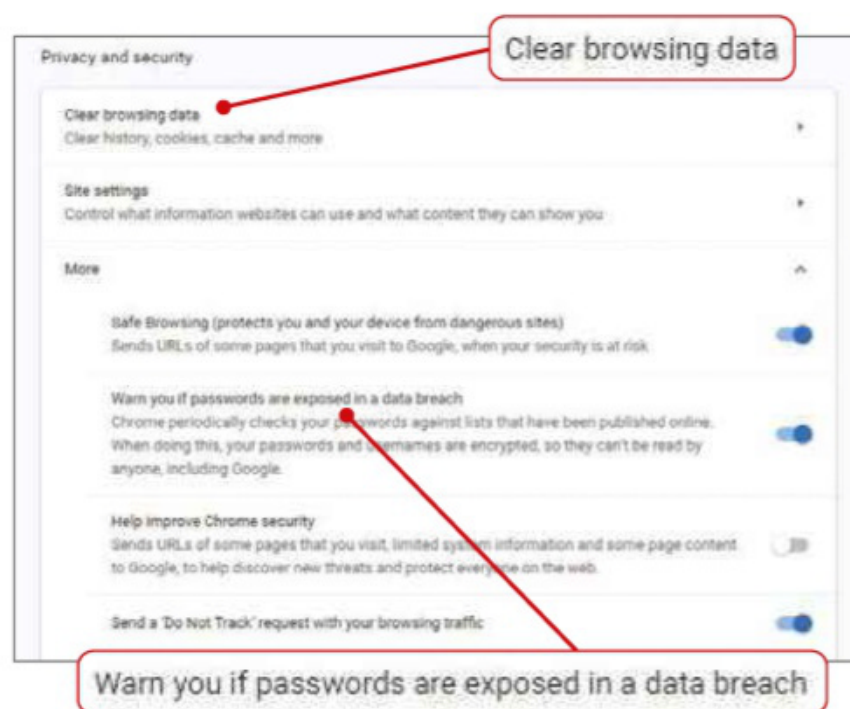 Clear browsing data
Privacy and security
Clear browsing data
Clear history, cookies, cache and more
Site settings
Control what information websites can use and what content they can show you
More
Safe Browsing (protects you and your device from dangerous sites)
Sends URLs of some pages that you visit to Google, when your security is at risk
Warn you if passwords are exposed in a data breach
Chrome periodically checks your passwords against lists that have been published online.
When doing this, your passwords and usernames are encrypted, so they can't be read by
anyone, including Google.
Help improve Chrome security
Sends URLs of some pages that you visit, limited system information and some page content
to Google, to help discover new threats and protect everyone on the web.
Send a 'Do Not Track' request with your browsing traffic
Warn you if passwords are exposed in a data breach